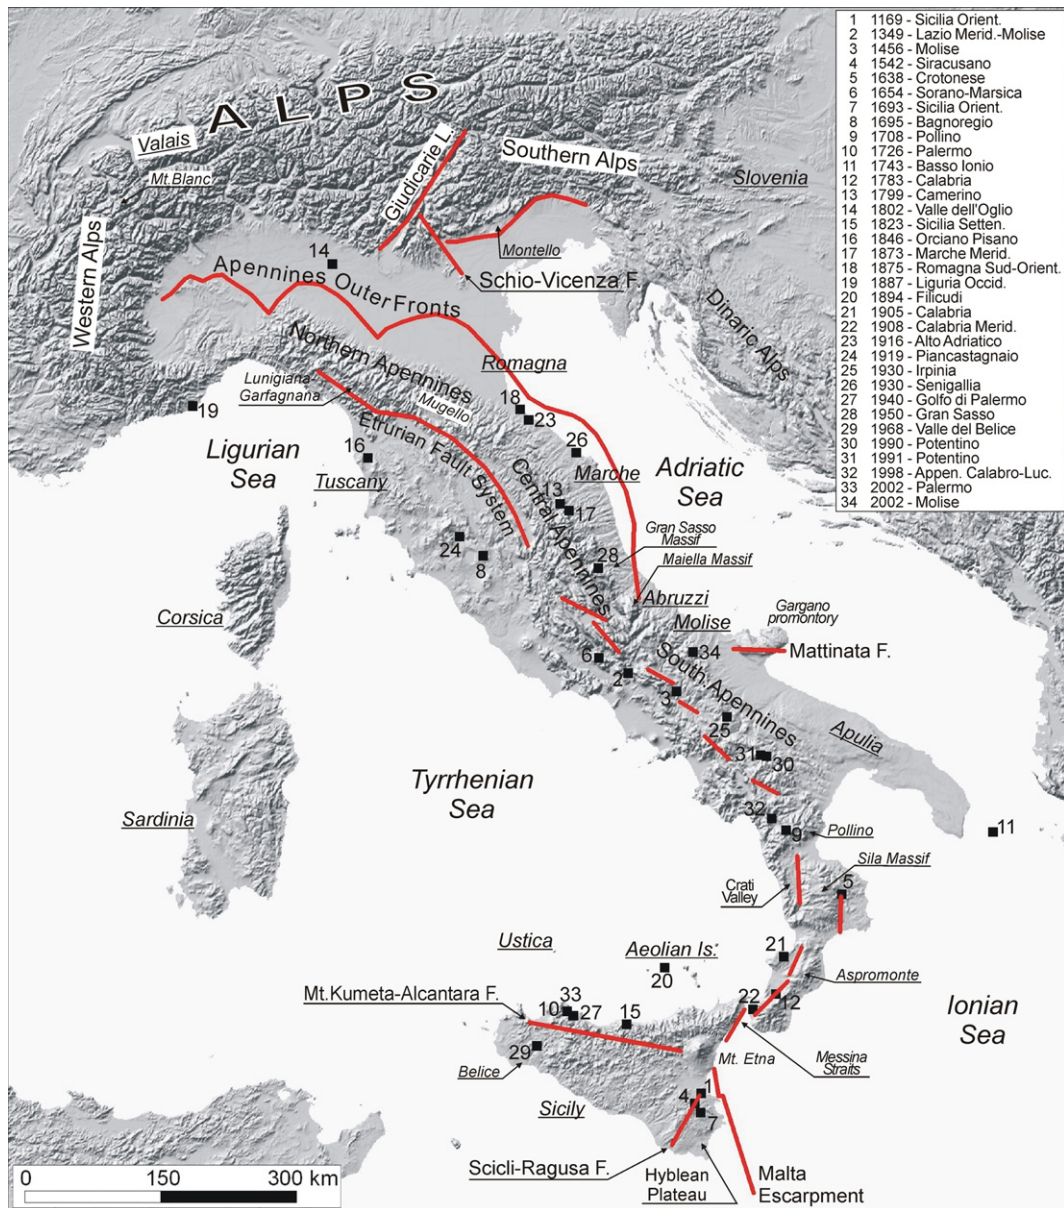 1 1169 - Sicilia Orient.
2 1349 - Lazio Merid.-Molise
3 1456 - Molise
4 1542 - Siracusano
5 1638 - Crotonese
6 1654 - Sorano-Marsica
7 1693 - Sicilia Orient.
8 1695 - Bagnoregio
9 1708 - Pollino
10 1726 - Palermo
11 1743 - Basso Ionio
12 1783 - Calabria
13 1799 - Camerino
14 1802 - Valle dell'Oglio
15 1823 - Sicilia Setten.
16 1846 - Orciano Pisano
17 1873 - Marche Merid.
18 1875 - Romagna Sud-Orient.
19 1887 - Liguria Occid.
20 1894 - Filicudi
21 1905 - Calabria
22 1908 - Calabria Merid.
23 1916 - Alto Adriatico
24 1919 - Piancastagnaio
25 1930 - Irpinia
26 1930 - Senigallia
27 1940 - Golfo di Palermo
28 1950 - Gran Sasso
29 1968 - Valle del Belice
30 1990 - Potentino
31 1991 - Potentino
32 1998 - Appen. Calabro-Luc.
33 2002 - Palermo
34 2002 - Molise
ALPS
Valais
Mt.Blanc
Western Alps
Giudicarie L.
Southern Alps
Slovenia
Montello
Schio-Vicenza F.
Dinaric Alps
14
Apennines Outer Fronts
Northern Apennines
Romagna
Lunigiana-
Garfagnana
Mugello
Etrurian Fault System
19
Ligurian
Sea
18
23
16
Tuscany
26
Marche
Adriatic
Sea
Central Apennines
13
17
24
8
28
Gran Sasso
Massif
Maiella Massif
Abruzzi
Corsica
Molise
Gargano
promontory
34
Mattinata F.
6
2
3
South. Apennines
25
31
30
Apulia
Tyrrhenian
Sea
Sardinia
32
9
Pollino
11
Sila Massif
Crati
Valley
5
Ustica
Aeolian Is.
20
21
Aspromonte
Mt.Kumeta-Alcantara F.
33
10
27
15
22
12
Ionian
Sea
29
Belice
Mt. Etna
Messina
Straits
Sicily
1
4
7
Scicli-Ragusa F.
Hyblean
Plateau
Malta
Escarpment
0 150 300 km